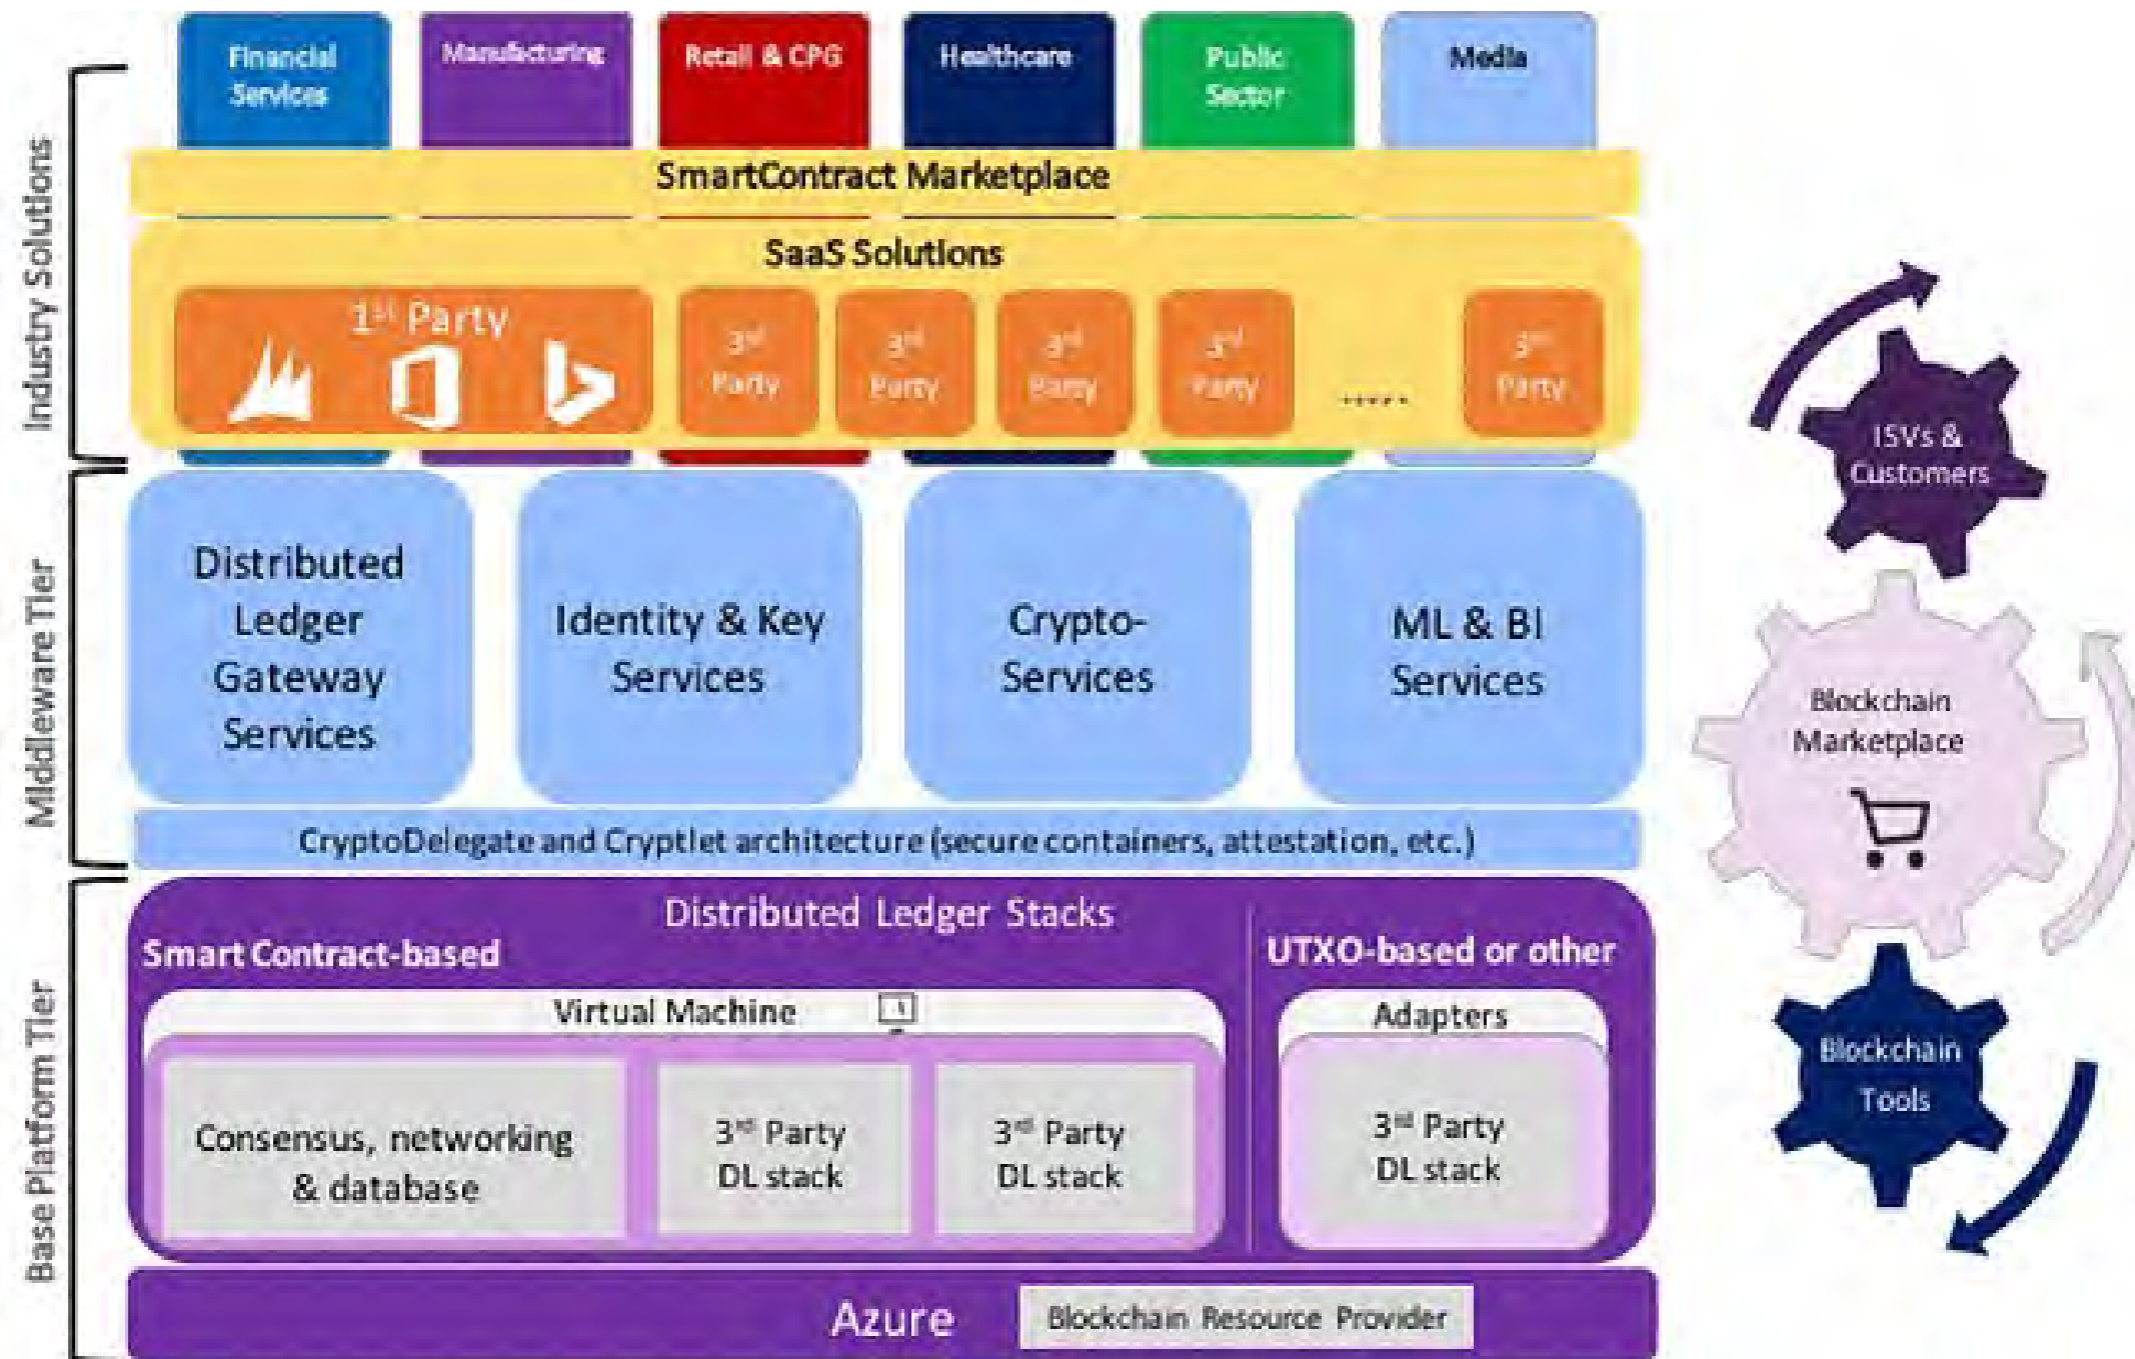 Financial
Services
Manufacturing
Retail & CPG
Healthcare
Public
Sector
Media
SmartContract Marketplace
SaaS Solutions
1st Party
3rd
Party
3rd
Party
3rd
Party
3rd
Party
.....
3rd
Party
Industry Solutions
Distributed
Ledger
Gateway
Services
Identity & Key
Services
Crypto-
Services
ML & BI
Services
CryptoDelegate and Cryptlet architecture (secure containers, attestation, etc.)
Middleware Tier
Distributed Ledger Stacks
Smart Contract-based
UTXO-based or other
Virtual Machine
Adapters
Consensus, networking
& database
3rd Party
DL stack
3rd Party
DL stack
3rd Party
DL stack
Azure
Blockchain Resource Provider
Base Platform Tier
ISVs &
Customers
Blockchain
Marketplace
Blockchain
Tools